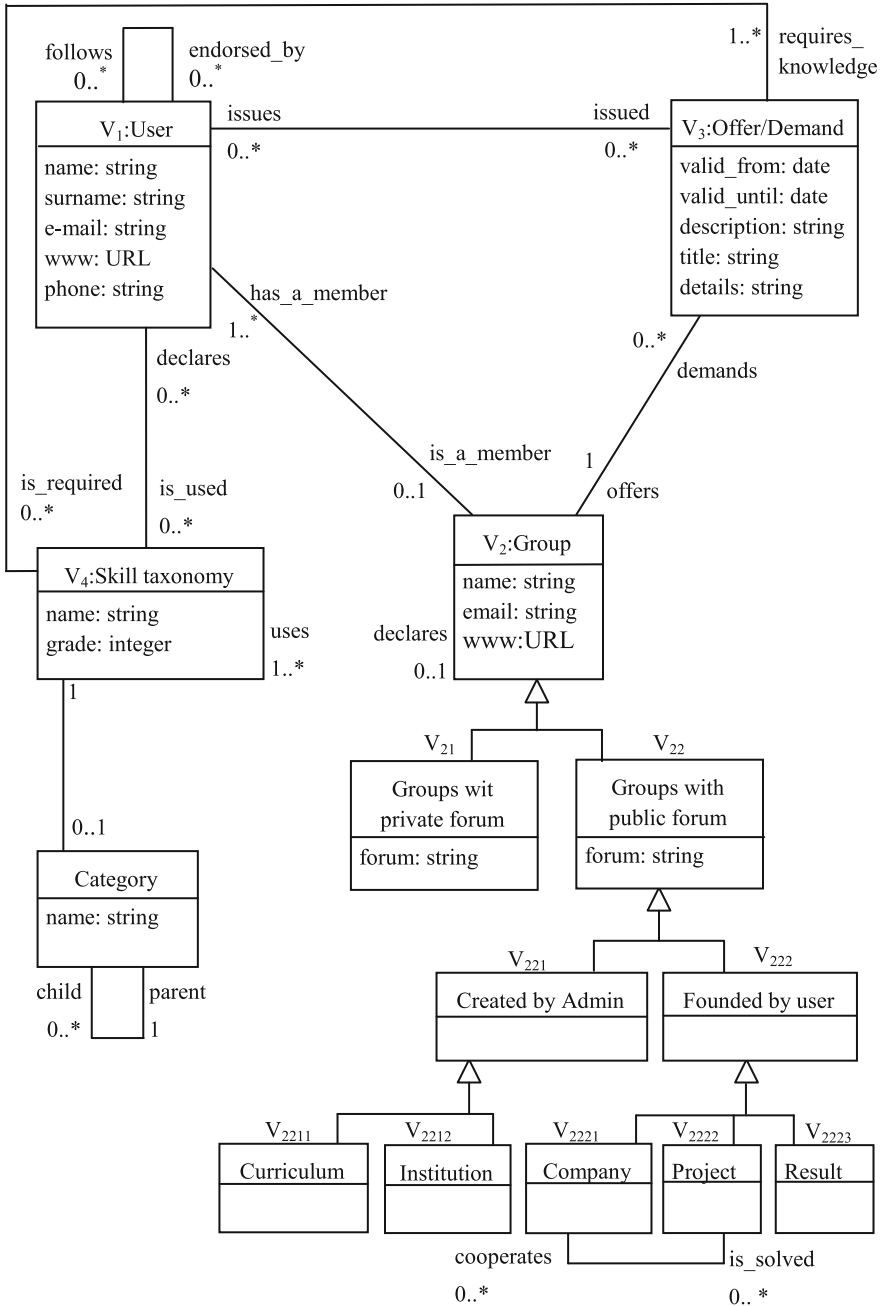 follows
0..*
endorsed_by
0..*
1..*
requires_
knowledge
V1:User
name: string
surname: string
e-mail: string
www: URL
phone: string
issues
0..*
issued
0..*
V3:Offer/Demand
valid_from: date
valid_until: date
description: string
title: string
details: string
has_a_member
1..*
declares
0..*
0..*
demands
is_a_member
0..1
1
offers
is_required
0..*
is_used
0..*
V4:Skill taxonomy
name: string
grade: integer
uses
1..*
V2:Group
name: string
email: string
www:URL
declares
0..1
1
0..1
V21
Groups wit
private forum
forum: string
V22
Groups with
public forum
forum: string
Category
name: string
child
0..*
parent
1
V221
Created by Admin
V222
Founded by user
V2211
Curriculum
V2212
Institution
V2221
Company
V2222
Project
V2223
Result
cooperates
0..*
is_solved
0.. *